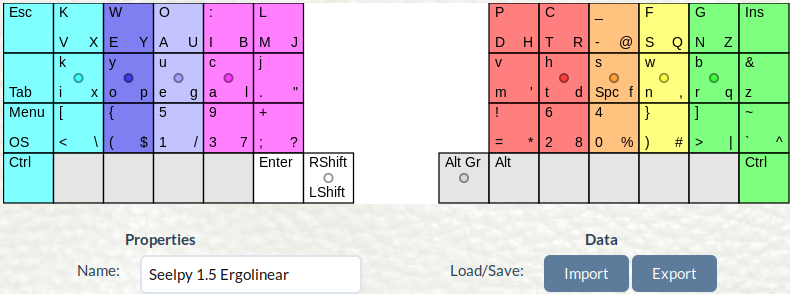 Esc K W O : L P C _ F G Ins
V X E Y A U I B M J D H T R - @ S Q N Z
k y u c j v h s w b &
Tab i x o p e g a l . " m ' t d Spc f n , r q z
Menu [ { 5 9 + ! 6 4 } ] ~
OS < \ ( $ 1 / 3 7 ; ? = * 2 8 0 % ) # > | ` ^
Ctrl Enter RShift Alt Gr Alt Ctrl
LShift
Properties Data
Name: Seelpy 1.5 Ergolinear Load/Save: Import Export